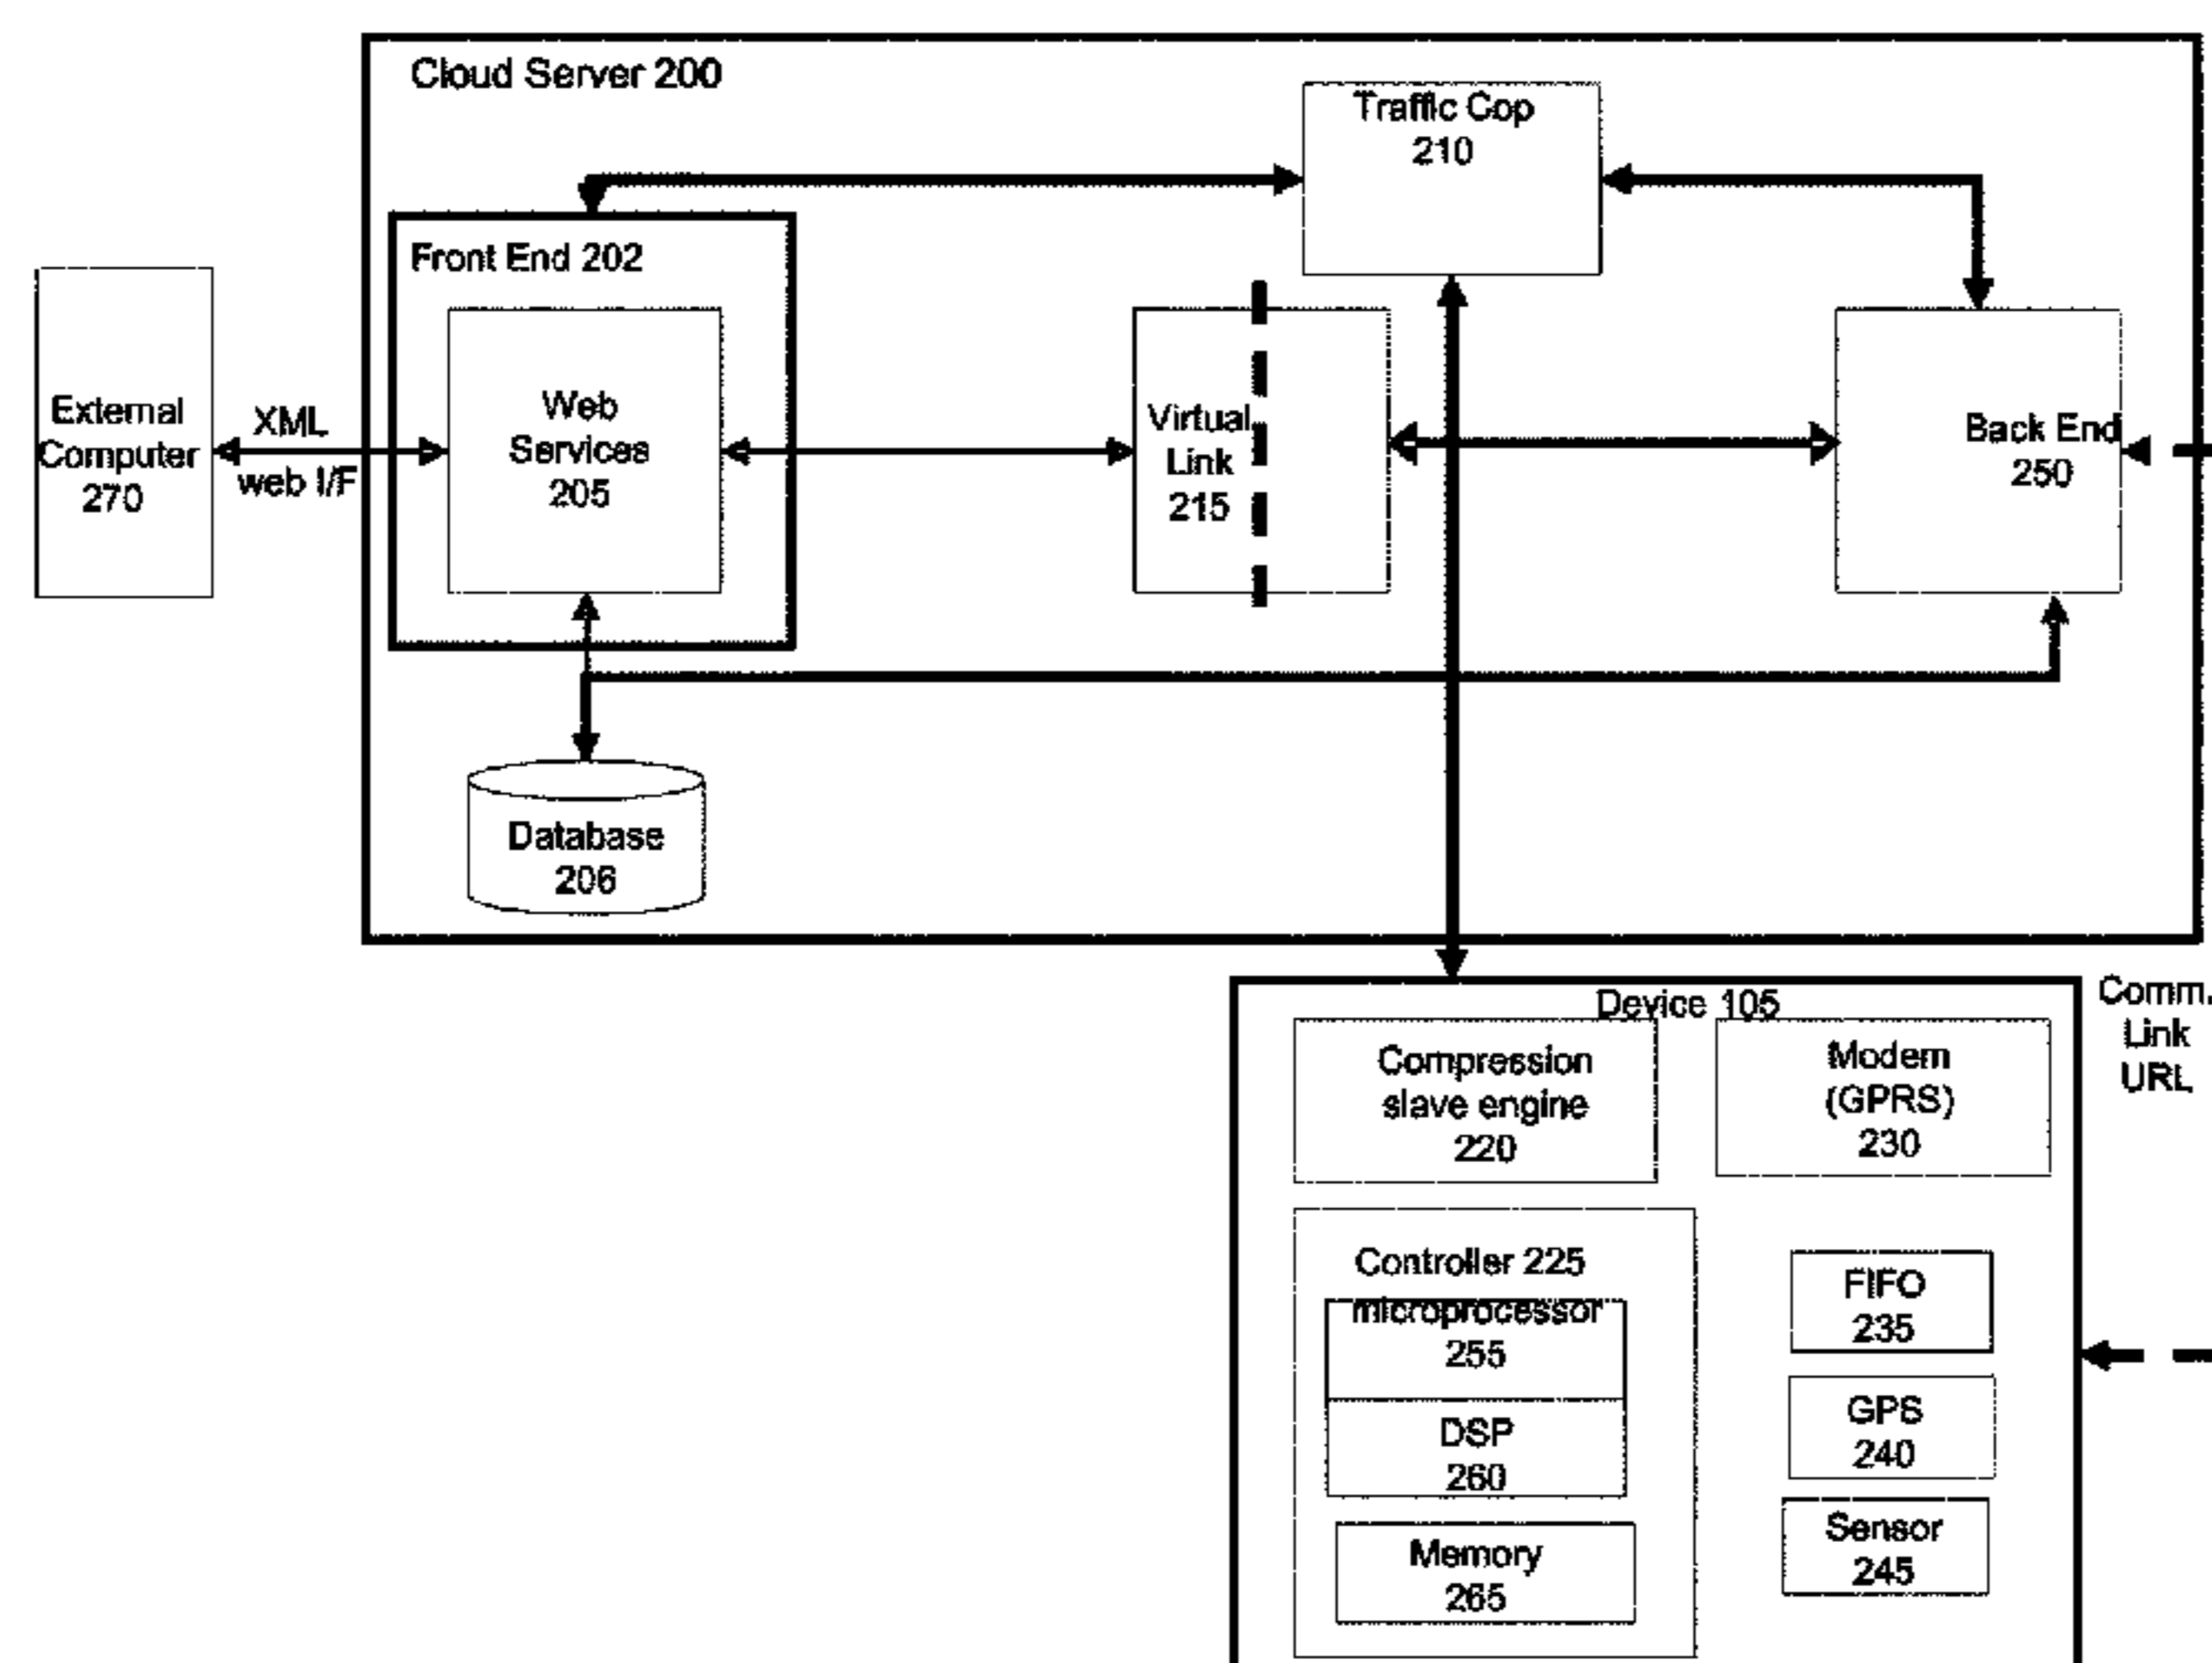 Cloud Server 200
Traffic Cop
210
Front End 202
External
Computer
270
XML
web I/F
Web
Services
205
Virtual
Link
215
Back End
250
Database
206
Device 105
Comm.
Link
URL
Compression
slave engine
220
Modem
(GPRS)
230
Controller 225
microprocessor
255
DSP
260
Memory
265
FIFO
235
GPS
240
Sensor
245